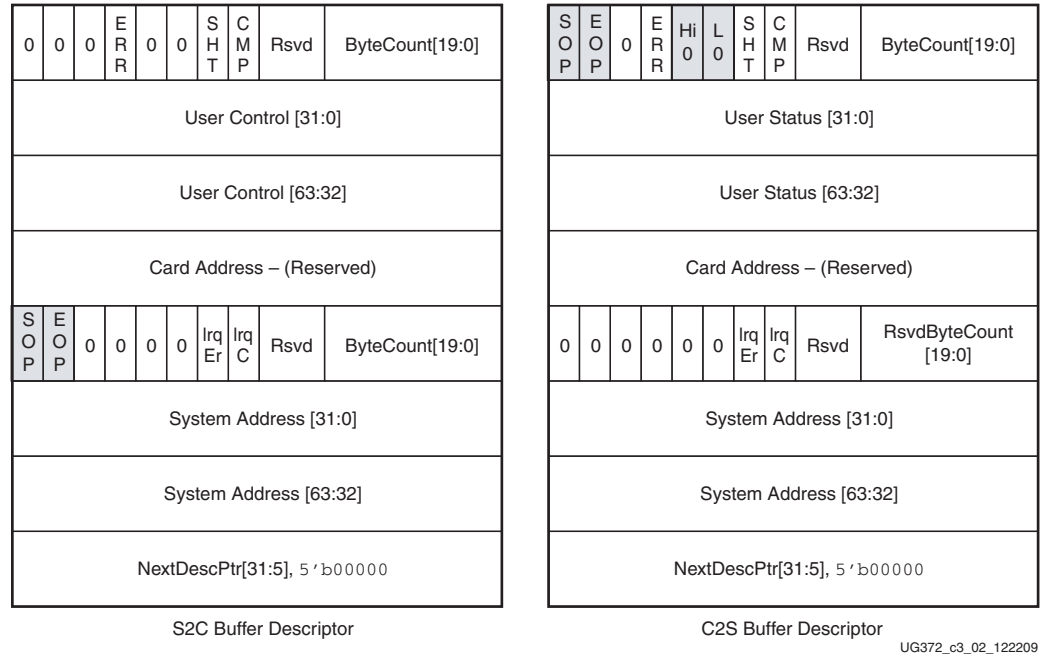 0 0 0 ERR 0 0 SHT CMP Rsvd ByteCount[19:0]
User Control [31:0]
User Control [63:32]
Card Address – (Reserved)
SOP EOP 0 0 0 0 Irq Er Irq C Rsvd ByteCount[19:0]
System Address [31:0]
System Address [63:32]
NextDescPtr[31:5], 5'b00000
S2C Buffer Descriptor
SOP EOP 0 ERR Hi 0 L 0 SHT CMP Rsvd ByteCount[19:0]
User Status [31:0]
User Status [63:32]
Card Address – (Reserved)
0 0 0 0 0 0 Irq Er Irq C Rsvd RsvdByteCount [19:0]
System Address [31:0]
System Address [63:32]
NextDescPtr[31:5], 5'b00000
C2S Buffer Descriptor
UG372_c3_02_122209